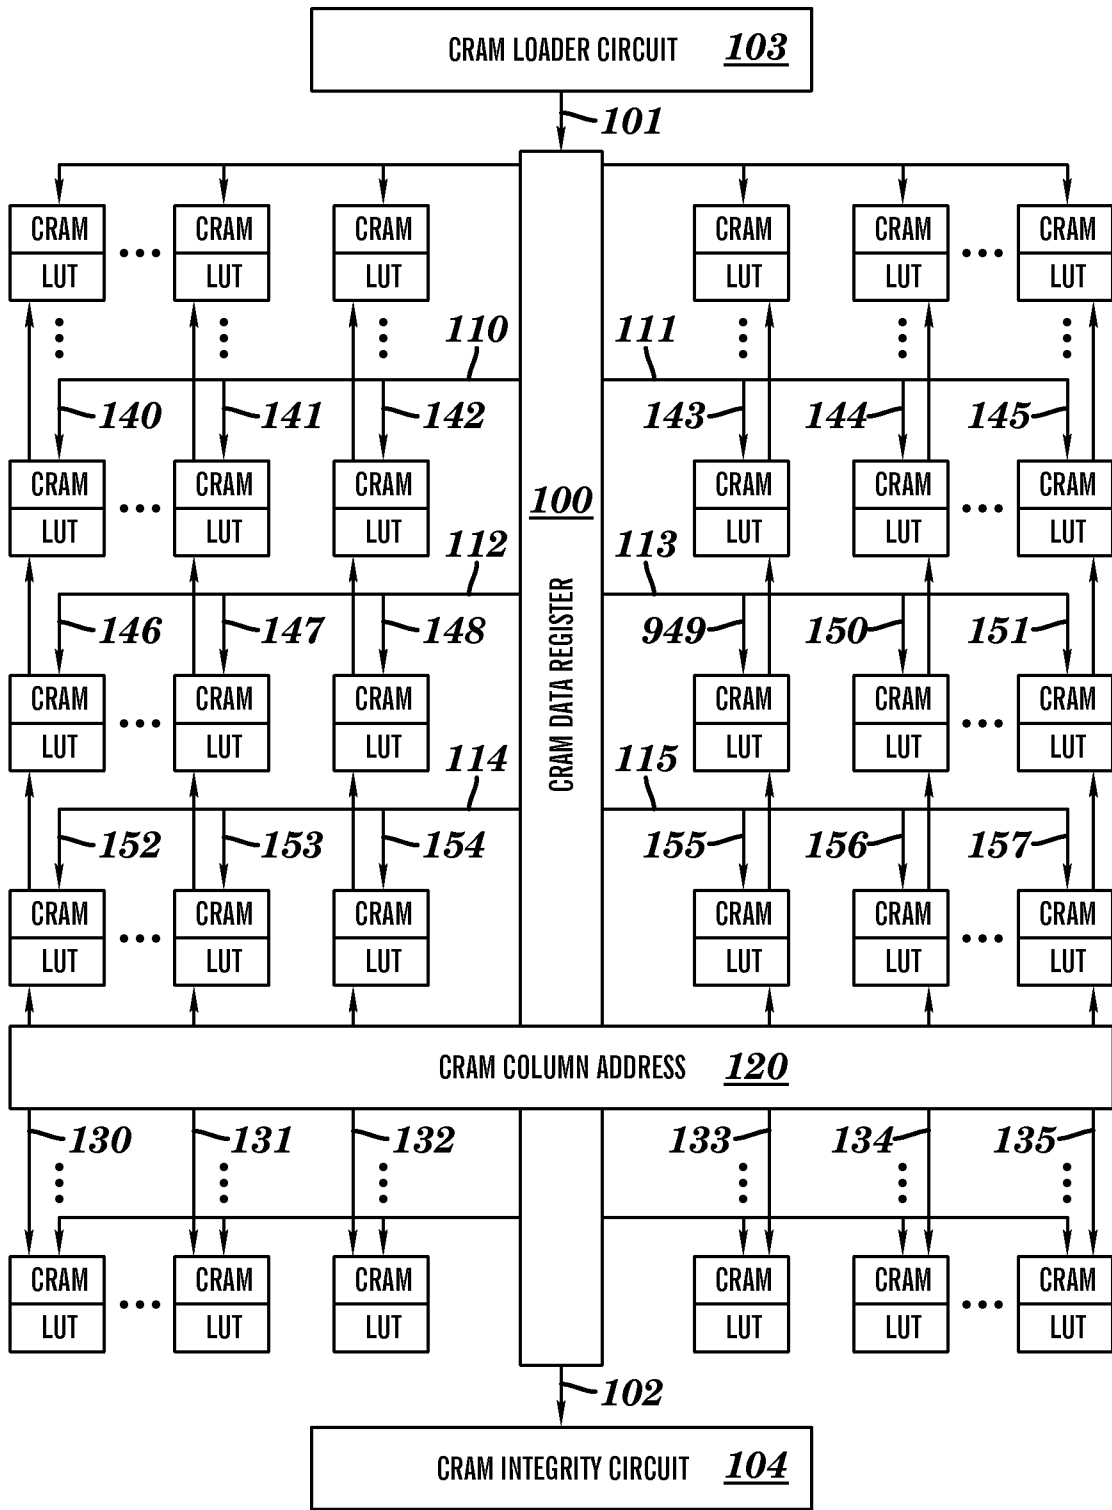 CRAM LOADER CIRCUIT 103
101
CRAM CRAM CRAM CRAM CRAM CRAM
LUT LUT LUT LUT LUT LUT
110 111
140 141 142 143 144 145
CRAM CRAM CRAM CRAM CRAM CRAM
LUT LUT LUT LUT LUT LUT
100
CRAM DATA REGISTER
112 113
146 147 148 949 150 151
CRAM CRAM CRAM CRAM CRAM CRAM
LUT LUT LUT LUT LUT LUT
114 115
152 153 154 155 156 157
CRAM CRAM CRAM CRAM CRAM CRAM
LUT LUT LUT LUT LUT LUT
CRAM COLUMN ADDRESS 120
130 131 132 133 134 135
CRAM CRAM CRAM CRAM CRAM CRAM
LUT LUT LUT LUT LUT LUT
102
CRAM INTEGRITY CIRCUIT 104